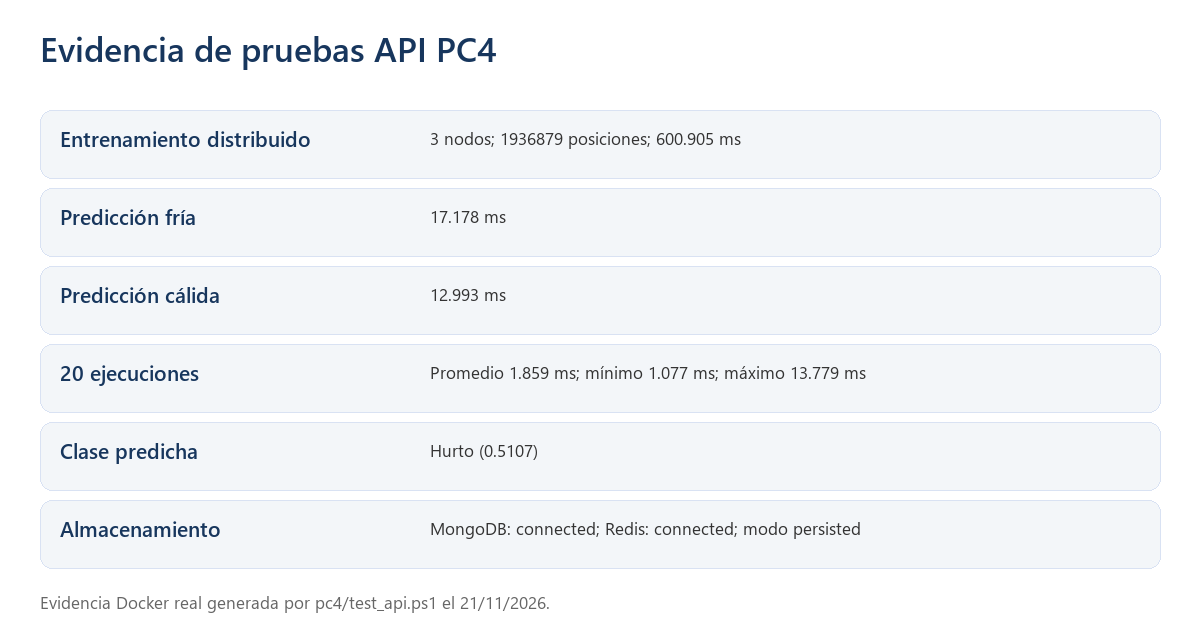 Evidencia de pruebas API PC4
Entrenamiento distribuido 3 nodos; 1936879 posiciones; 600.905 ms
Predicción fría 17.178 ms
Predicción cálida 12.993 ms
20 ejecuciones Promedio 1.859 ms; mínimo 1.077 ms; máximo 13.779 ms
Clase predicha Hurto (0.5107)
Almacenamiento MongoDB: connected; Redis: connected; modo persisted
Evidencia Docker real generada por pc4/test_api.ps1 el 21/11/2026.